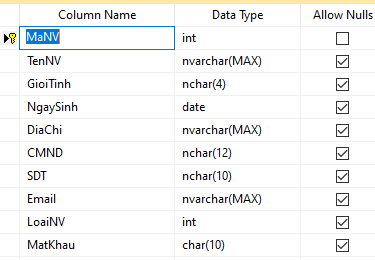 Column Name Data Type Allow Nulls
MaNV int
TenNV nvarchar(MAX)
GioiTinh nchar(4)
NgaySinh date
DiaChi nvarchar(MAX)
CMND nchar(12)
SDT nchar(10)
Email nvarchar(MAX)
LoaiNV int
MatKhau char(10)